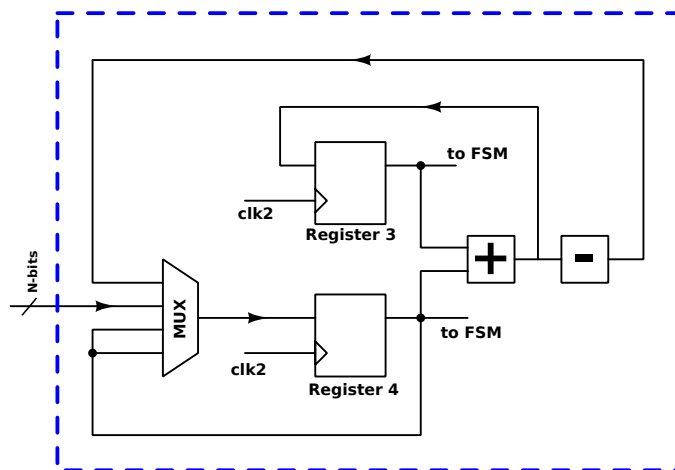 to FSM
clk2
Register 3
N-bits
+
-
MUX
to FSM
clk2
Register 4